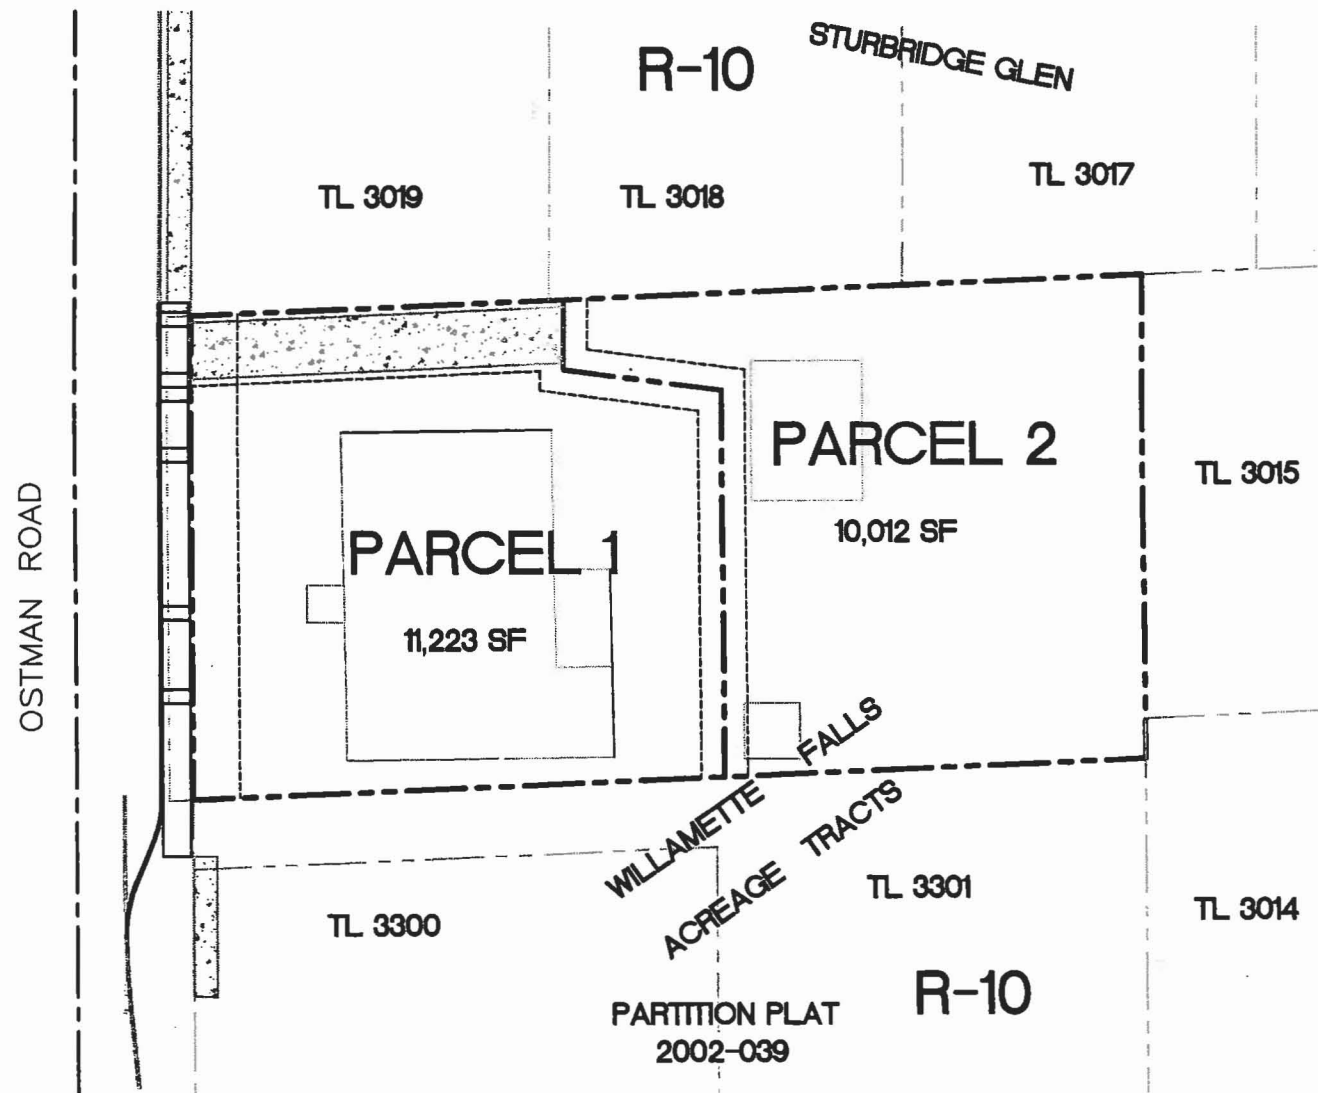 STURBRIDGE GLEN
R-10
TL 3019
TL 3018
TL 3017
PARCEL 2
10,012 SF
TL 3015
PARCEL 1
11,223 SF
OSTMAN ROAD
WILLAMETTE FALLS
ACREAGE TRACTS
TL 3300
TL 3301
TL 3014
R-10
PARTITION PLAT
2002-039